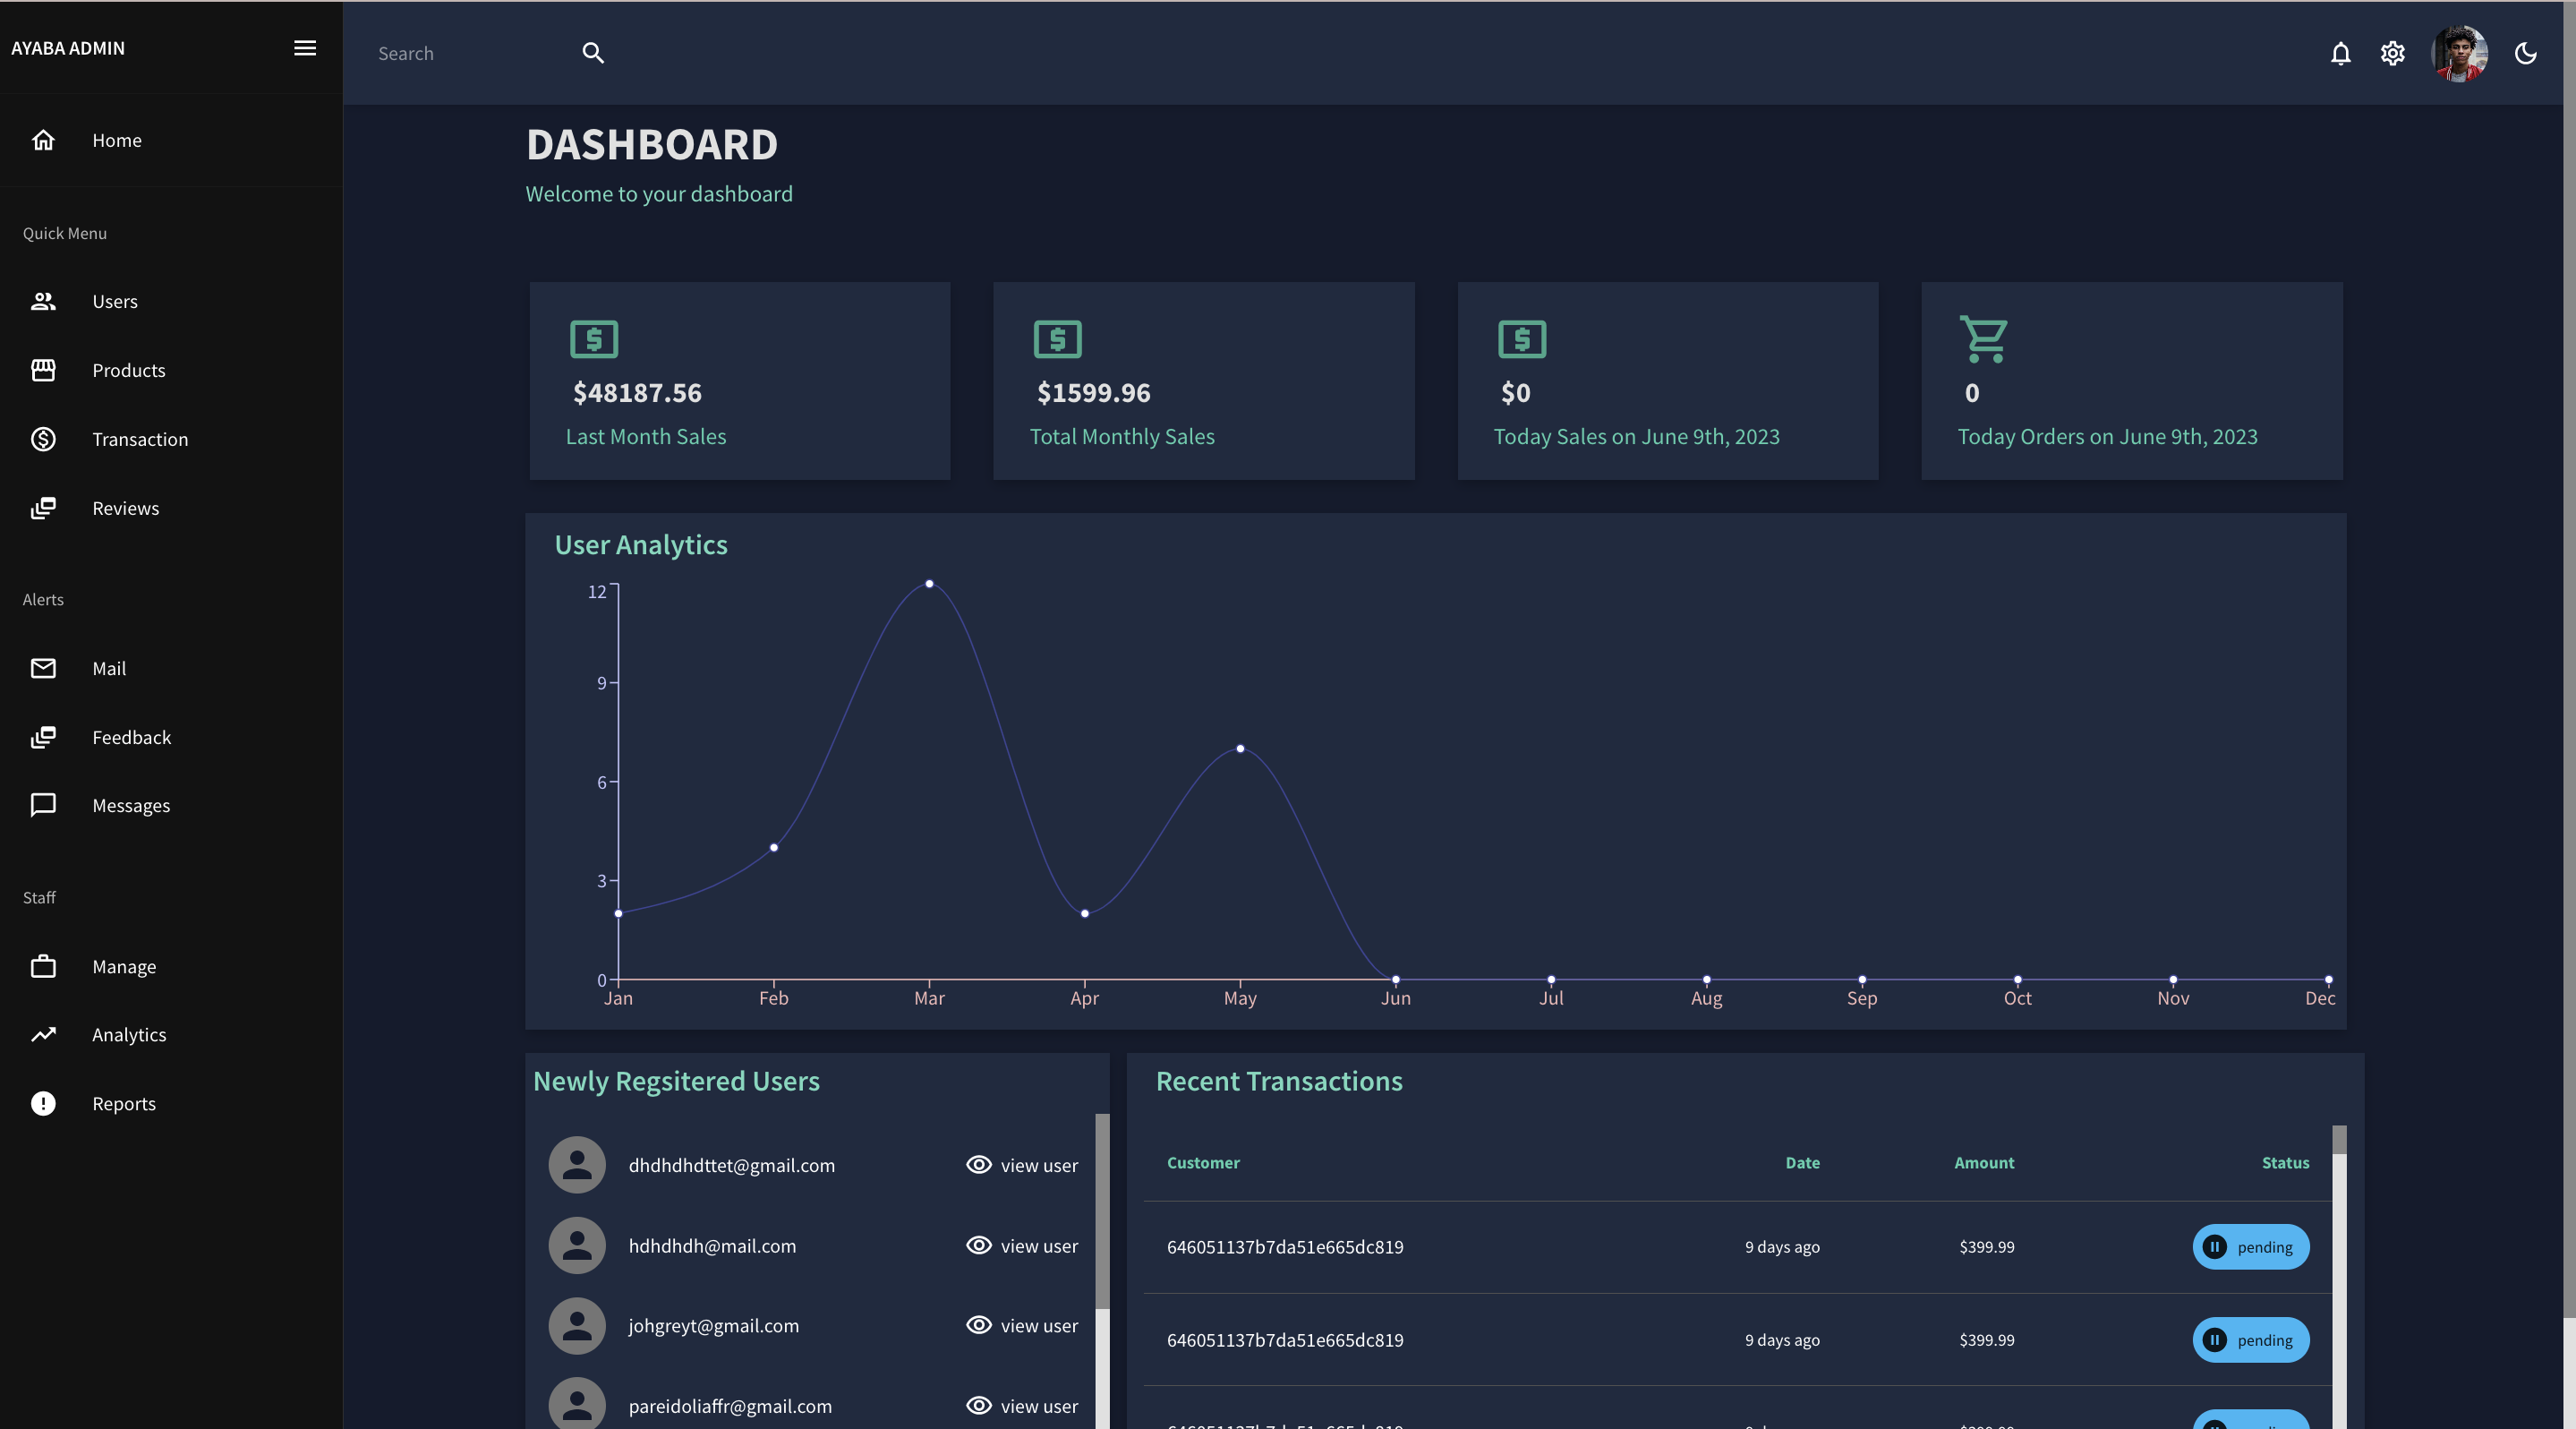 AYABA ADMIN
Search
Home
Quick Menu
Users
Products
Transaction
Reviews
Alerts
Mail
Feedback
Messages
Staff
Manage
Analytics
Reports
DASHBOARD
Welcome to your dashboard
$48187.56
Last Month Sales
$1599.96
Total Monthly Sales
$0
Today Sales on June 9th, 2023
0
Today Orders on June 9th, 2023
User Analytics
12
9
6
3
0
Jan Feb Mar Apr May Jun Jul Aug Sep Oct Nov Dec
Newly Regsitered Users
dhdhdhdttet@gmail.com view user
hdhdhdh@mail.com view user
johgreyt@gmail.com view user
pareidoliaffr@gmail.com view user
Recent Transactions
Customer Date Amount Status
646051137b7da51e665dc819 9 days ago $399.99 pending
646051137b7da51e665dc819 9 days ago $399.99 pending